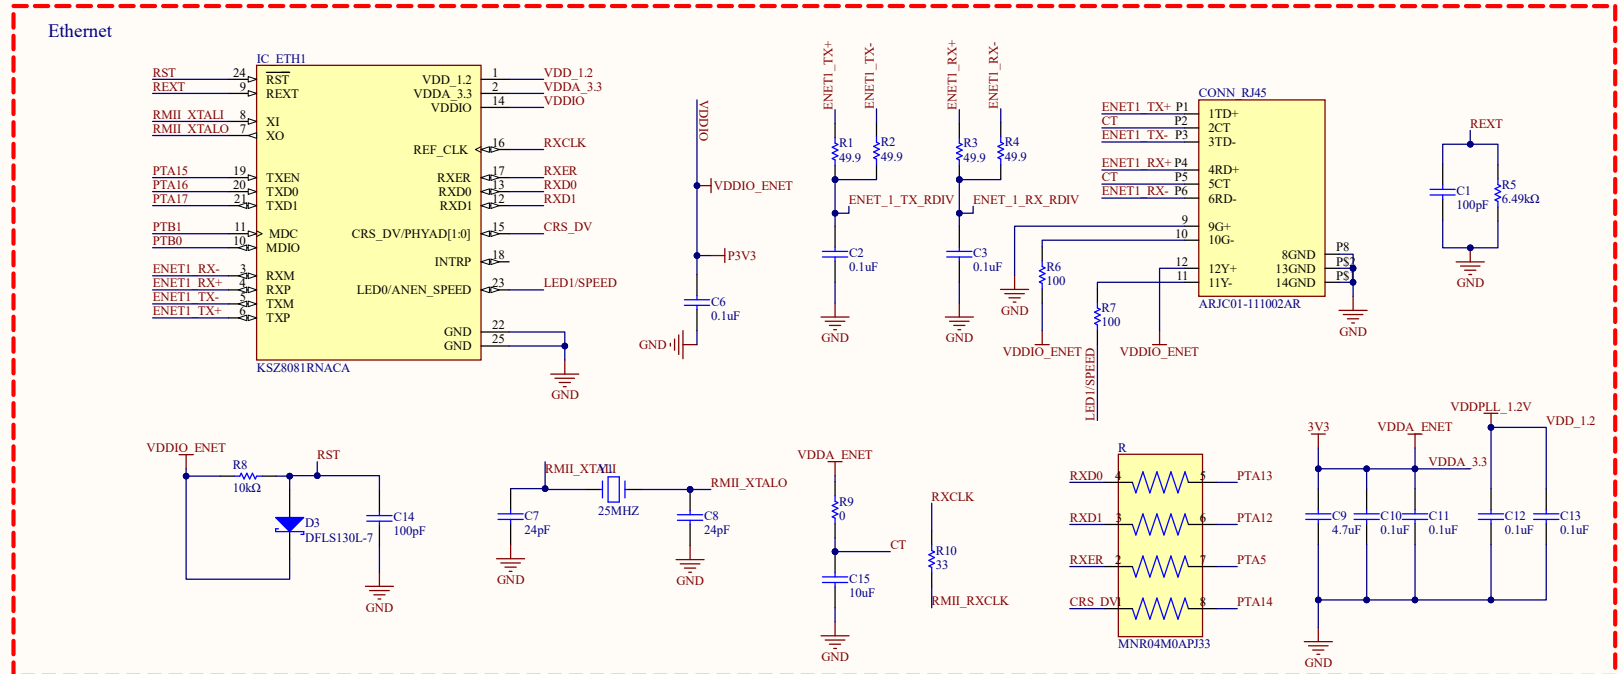 Ethernet
IC_ETH1
RST 24 RST
REXT 9 REXT
RMII_XTALI 8 XI
RMII_XTALO 7 XO
PTA15 19 TXEN
PTA16 20 TXD0
PTA17 21 TXD1
PTB1 11 MDC
PTB0 10 MDIO
ENET1_RX- 3 RXM
ENET1_RX+ 4 RXP
ENET1_TX- 5 TXM
ENET1_TX+ 6 TXP
VDD_1.2 1 VDD_1.2
VDDA_3.3 2 VDDA_3.3
VDDIO 14 VDDIO
REF_CLK 16 RXCLK
RXER 17 RXER
RXD0 13 RXD0
RXD1 12 RXD1
CRS_DV/PHYAD[1:0] 15 CRS_DV
INTRP 18
LED0/ANEN_SPEED 23 LED1/SPEED
GND 22
GND 25
KSZ8081RNACA
GND
VDDIO
VDDIO_ENET
P3V3
C6
0.1uF
GND
ENET1_TX+
ENET1_TX-
R1
49.9
R2
49.9
ENET_1_TX_RDIV
C2
0.1uF
GND
ENET1_RX+
ENET1_RX-
R3
49.9
R4
49.9
ENET_1_RX_RDIV
C3
0.1uF
GND
CONN_RJ45
ENET1_TX+ P1 1TD+
CT P2 2CT
ENET1_TX- P3 3TD-
ENET1_RX+ P4 4RD+
CT P5 5CT
ENET1_RX- P6 6RD-
9 9G+
10 10G-
12 12Y+
11 11Y-
8GND P8
13GND P$2
14GND P$1
ARJC01-111002AR
GND
GND
R6
100
VDDIO_ENET
R7
100
LED1/SPEED
VDDIO_ENET
REXT
C1
100pF
R5
6.49kΩ
GND
VDDIO_ENET
R8
10kΩ
RST
D3
DFLS130L-7
C14
100pF
GND
RMII_XTALI
Y1
25MHZ
RMII_XTALO
C7
24pF
GND
C8
24pF
GND
VDDA_ENET
R9
0
CT
C15
10uF
GND
RXCLK
R10
33
RMII_RXCLK
R
RXD0 4 5 PTA13
RXD1 3 6 PTA12
RXER 2 7 PTA5
CRS_DV 1 8 PTA14
MNR04M0APJ33
3V3
VDDA_ENET
VDDA_3.3
VDDPLL_1.2V
VDD_1.2
C9
4.7uF
C10
0.1uF
C11
0.1uF
C12
0.1uF
C13
0.1uF
GND